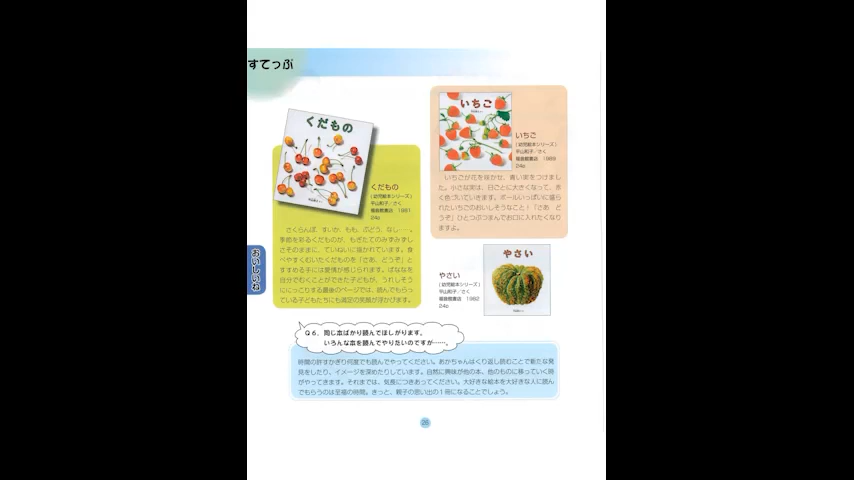 すてっぷ
くだもの
くだもの
(幼児絵本シリーズ)
平山和子／さく
福音館書店　1981
24p
さくらんぼ、すいか、もも、ぶどう、なし……。
季節を彩るくだものが、もぎたてのみずみずし
さそのままに、ていねいに描かれています。食
べやすくむいたくだものを「さあ、どうぞ」と
すすめる手には愛情が感じられます。ばななを
自分でむくことができた子どもが、うれしそう
ににっこりする最後のページでは、読んでもらっ
ている子どもたちにも満足の笑顔が浮かびます。
いちご
いちご
(幼児絵本シリーズ)
平山和子／さく
福音館書店　1989
24p
いちごが花を咲かせ、青い実をつけまし
た。小さな実は、日ごとに大きくなって、赤
く色づいていきます。ボールいっぱいに盛ら
れたいちごのおいしそうなこと！「さあ　ど
うぞ」ひとつぶつまんでお口に入れたくなり
ますよ。
おいしいね
やさい
やさい
(幼児絵本シリーズ)
平山和子／さく
福音館書店　1982
24p
Q6. 同じ本ばかり読んでほしがります。
いろんな本を読んでやりたいのですが……。
時間の許すかぎり何度でも読んでやってください。あかちゃんはくり返し読むことで新たな発
見をしたり、イメージを深めたりしています。自然に興味が他の本、他のものに移っていく時
がやってきます。それまでは、気長につきあってください。大好きな絵本を大好きな人に読ん
でもらうのは至福の時間。きっと、親子の思い出の1冊になることでしょう。
26